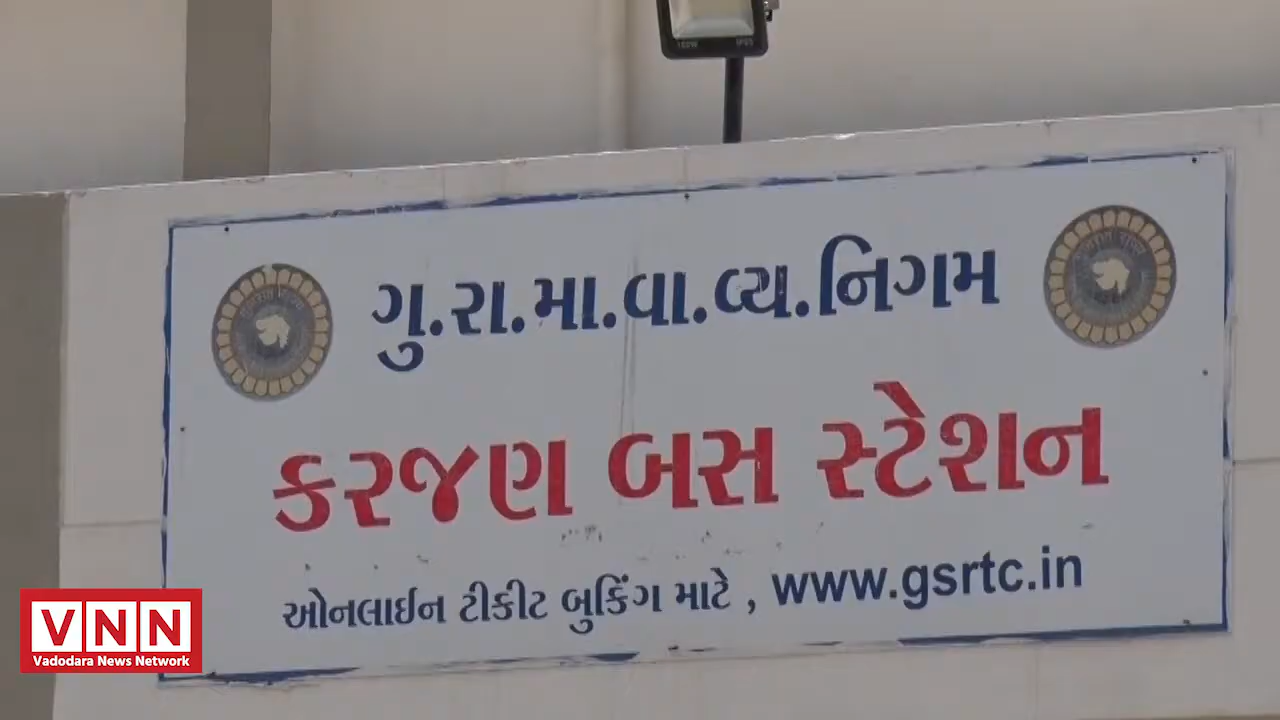 ગુ.રા.મા.વા.વ્ય.નિગમ
કરજણ બસ સ્ટેશન
ઓનલાઈન ટીકીટ બુકિંગ માટે , www.gsrtc.in
VNN
Vadodara News Network